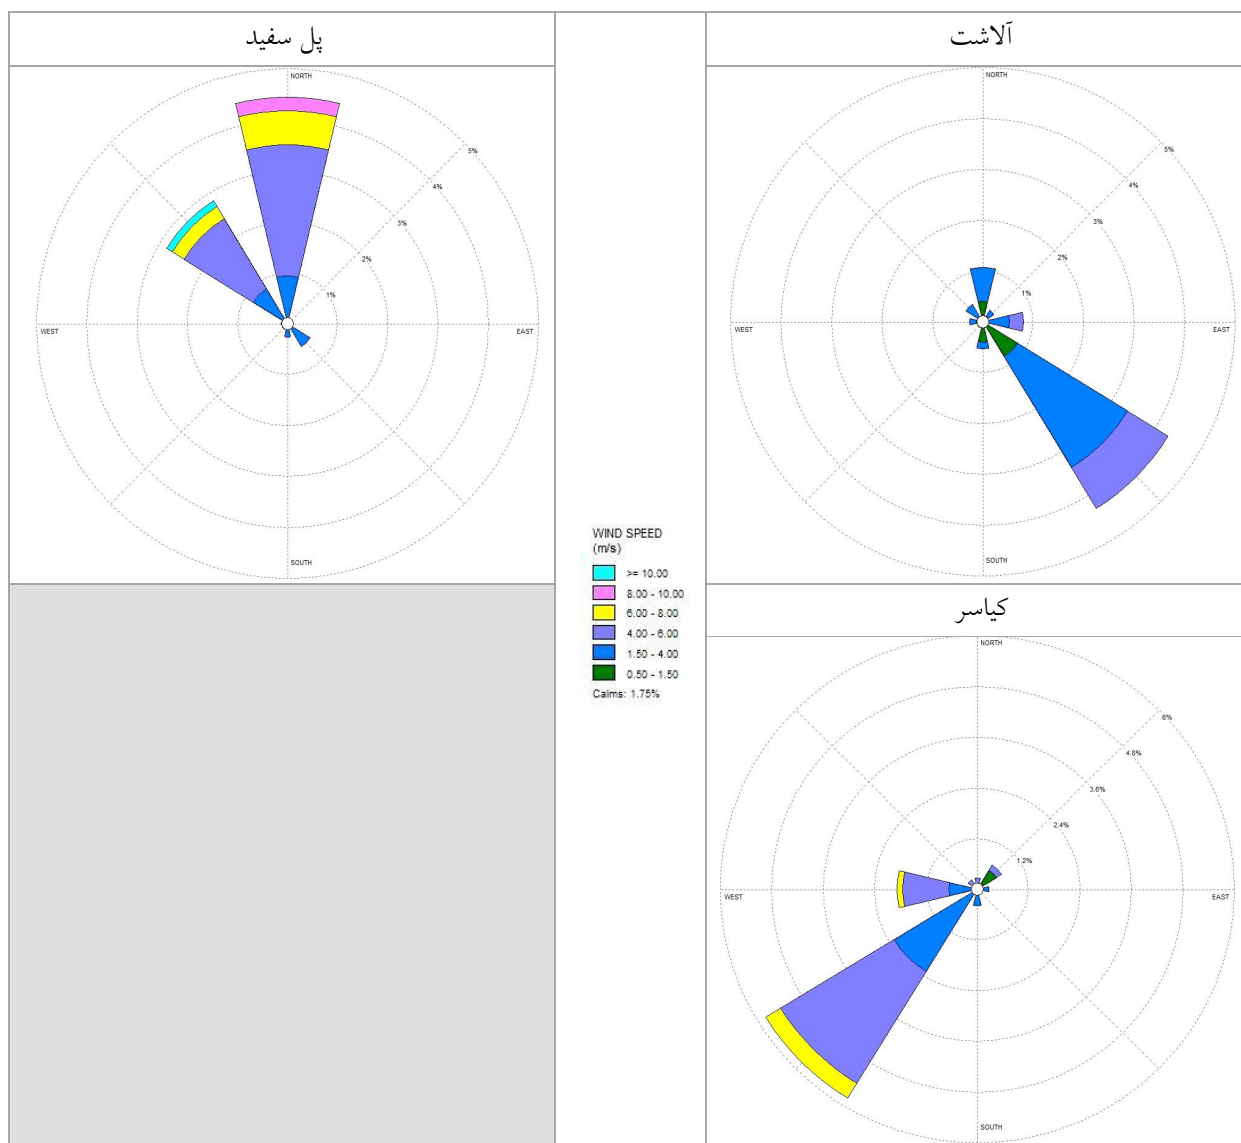 پل سفید
NORTH
5%
4%
3%
2%
1%
WEST
EAST
SOUTH
آلاشت
NORTH
5%
4%
3%
2%
1%
WEST
EAST
SOUTH
WIND SPEED
(m/s)
>= 10.00
8.00 - 10.00
6.00 - 8.00
4.00 - 6.00
1.50 - 4.00
0.50 - 1.50
Calms: 1.75%
کیاسر
NORTH
6%
4.8%
3.6%
2.4%
1.2%
WEST
EAST
SOUTH